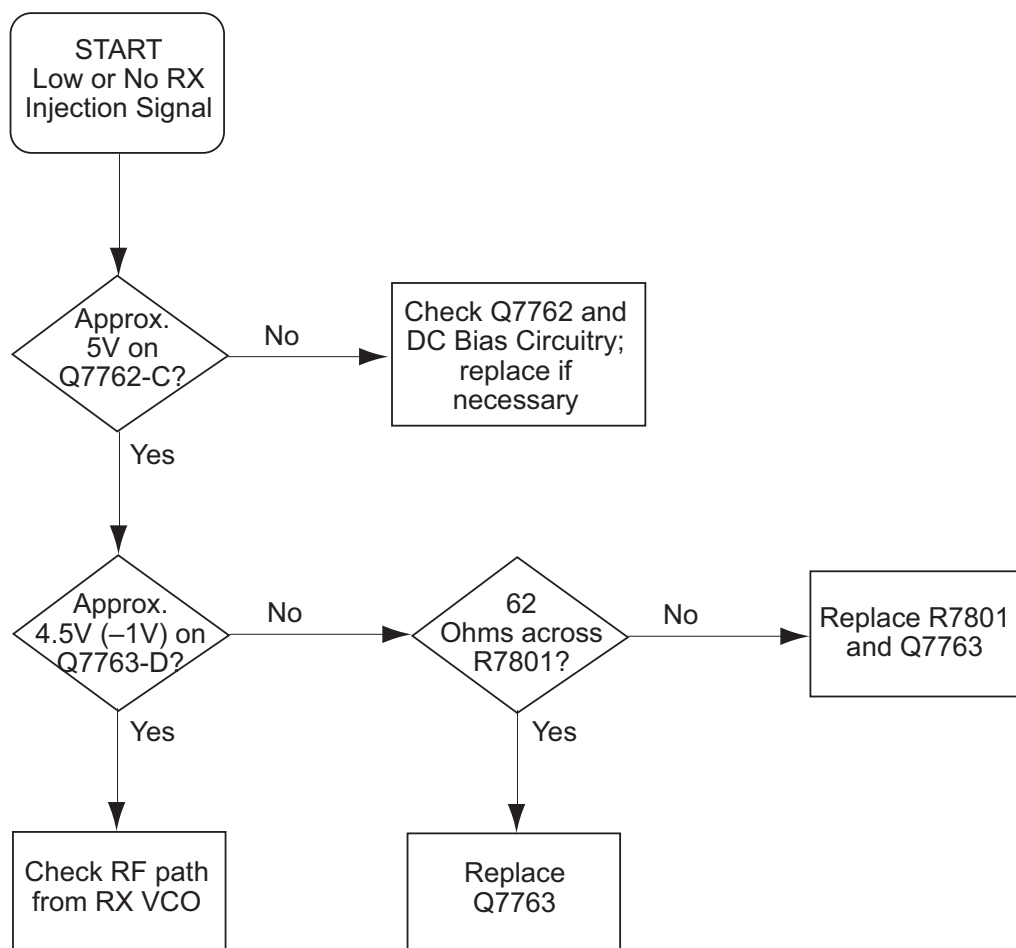 START
Low or No RX
Injection Signal
Approx.
5V on
Q7762-C?
No
Check Q7762 and
DC Bias Circuitry;
replace if
necessary
Yes
Approx.
4.5V (–1V) on
Q7763-D?
No
62
Ohms across
R7801?
No
Replace R7801
and Q7763
Yes
Yes
Check RF path
from RX VCO
Replace
Q7763